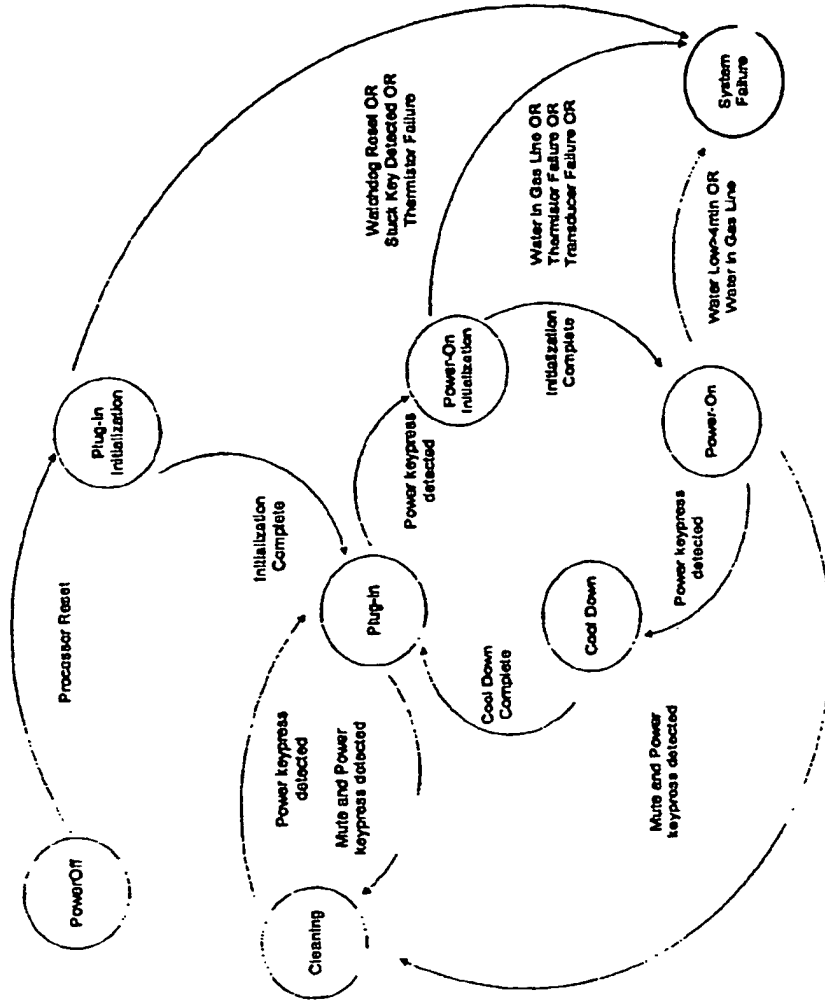 PowerOff
Processor Reset
Plug-In
Initialization
Initialization
Complete
Watchdog Reset OR
Stuck Key Detected OR
Thermistor Failure
Cleaning
Power keypress
detected
Mute and Power
keypress detected
Plug-In
Power keypress
detected
Power-On
Initialization
Water In Gas Line OR
Thermistor Failure OR
Transducer Failure OR
Initialization
Complete
Cool Down
Complete
Cool Down
Power keypress
detected
Power-On
Water Low>4min OR
Water In Gas Line
System
Failure
Mute and Power
keypress detected